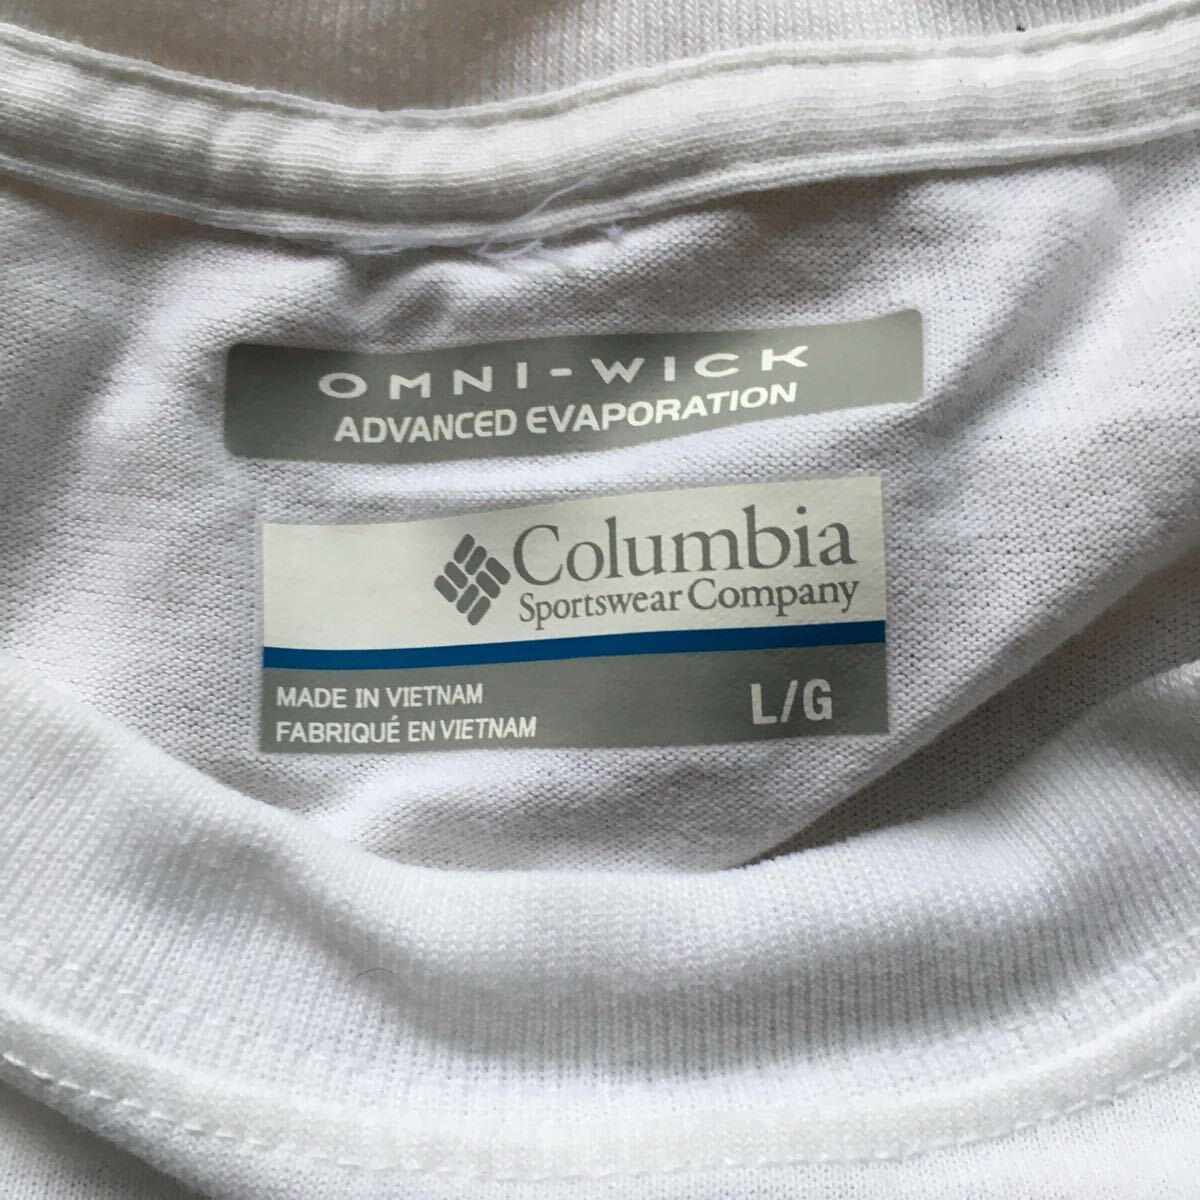 OMNI-WICK
ADVANCED EVAPORATION
Columbia
Sportswear Company
MADE IN VIETNAM
FABRIQUÉ EN VIETNAM
L/G